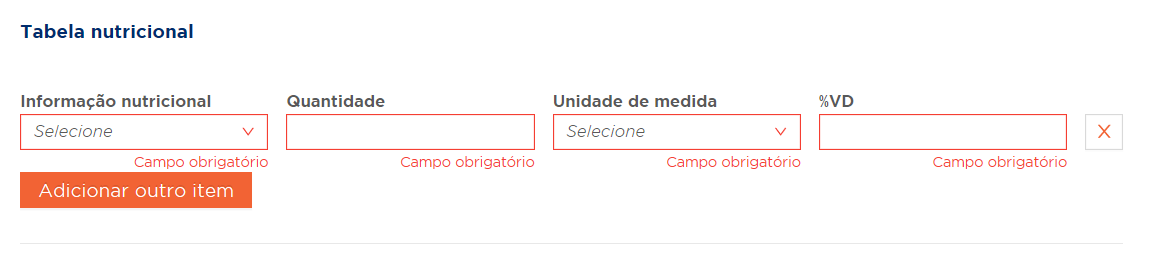 Tabela nutricional
Informação nutricional Quantidade Unidade de medida %VD
Selecione Selecione X
Campo obrigatório Campo obrigatório Campo obrigatório Campo obrigatório
Adicionar outro item